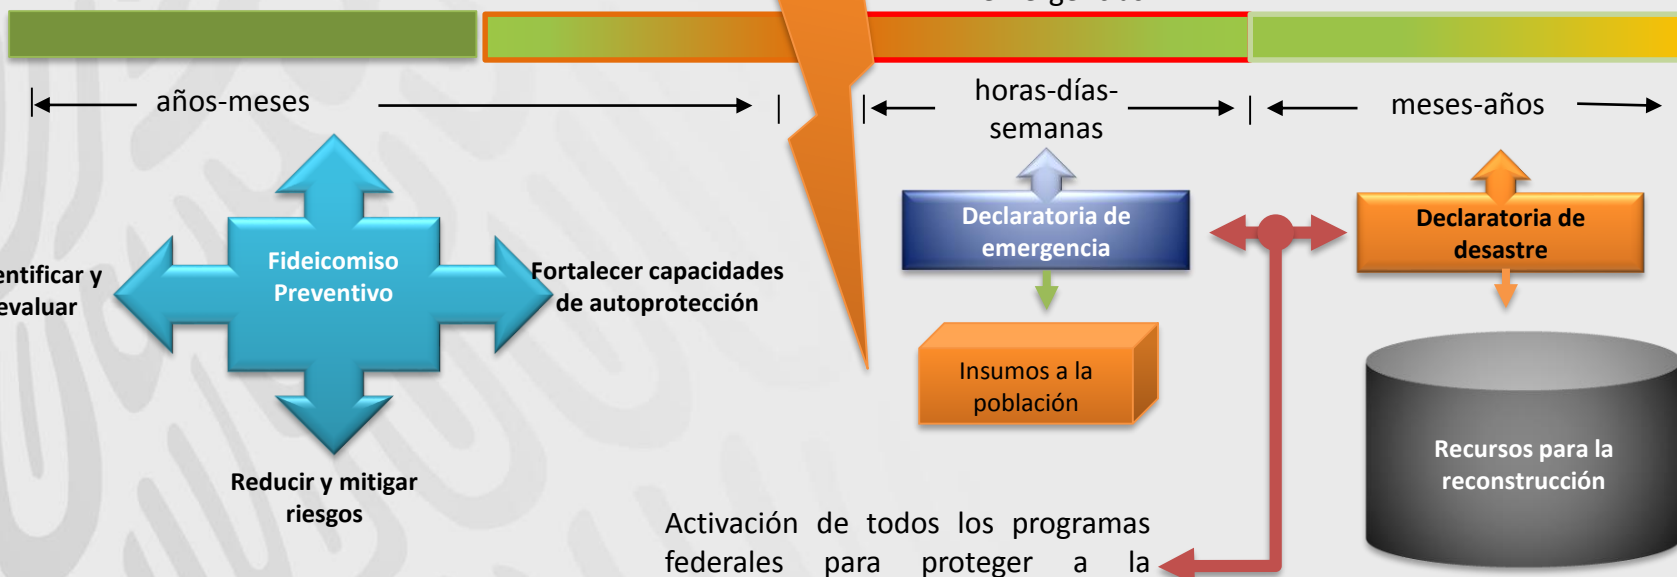 años-meses
horas-días-
semanas
meses-años
Fideicomiso
Preventivo
evaluar
Fortalecer capacidades
de autoprotección
Reducir y mitigar
riesgos
Declaratoria de
emergencia
Insumos a la
población
Declaratoria de
desastre
Recursos para la
reconstrucción
Activación de todos los programas
federales para proteger a la